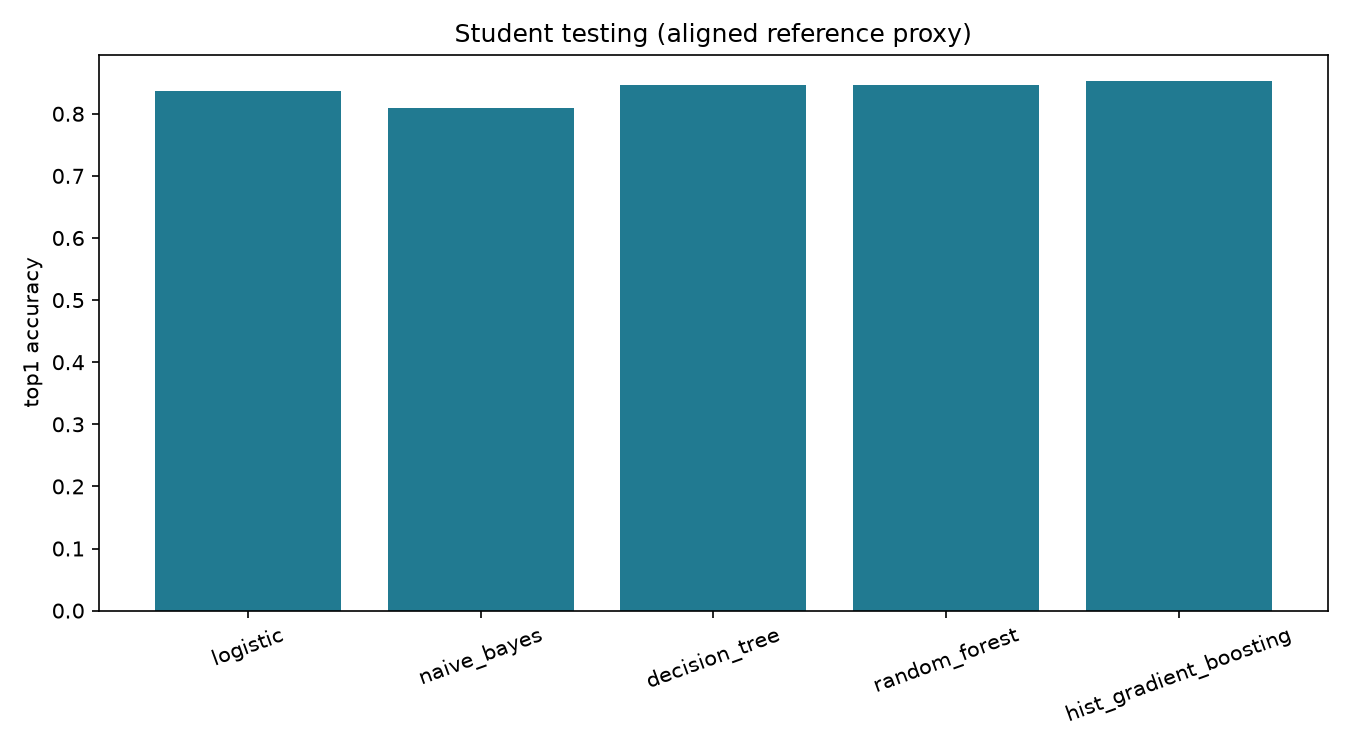 Student testing (aligned reference proxy)
top1 accuracy
0.8
0.7
0.6
0.5
0.4
0.3
0.2
0.1
0.0
logistic
naive_bayes
decision_tree
random_forest
hist_gradient_boosting